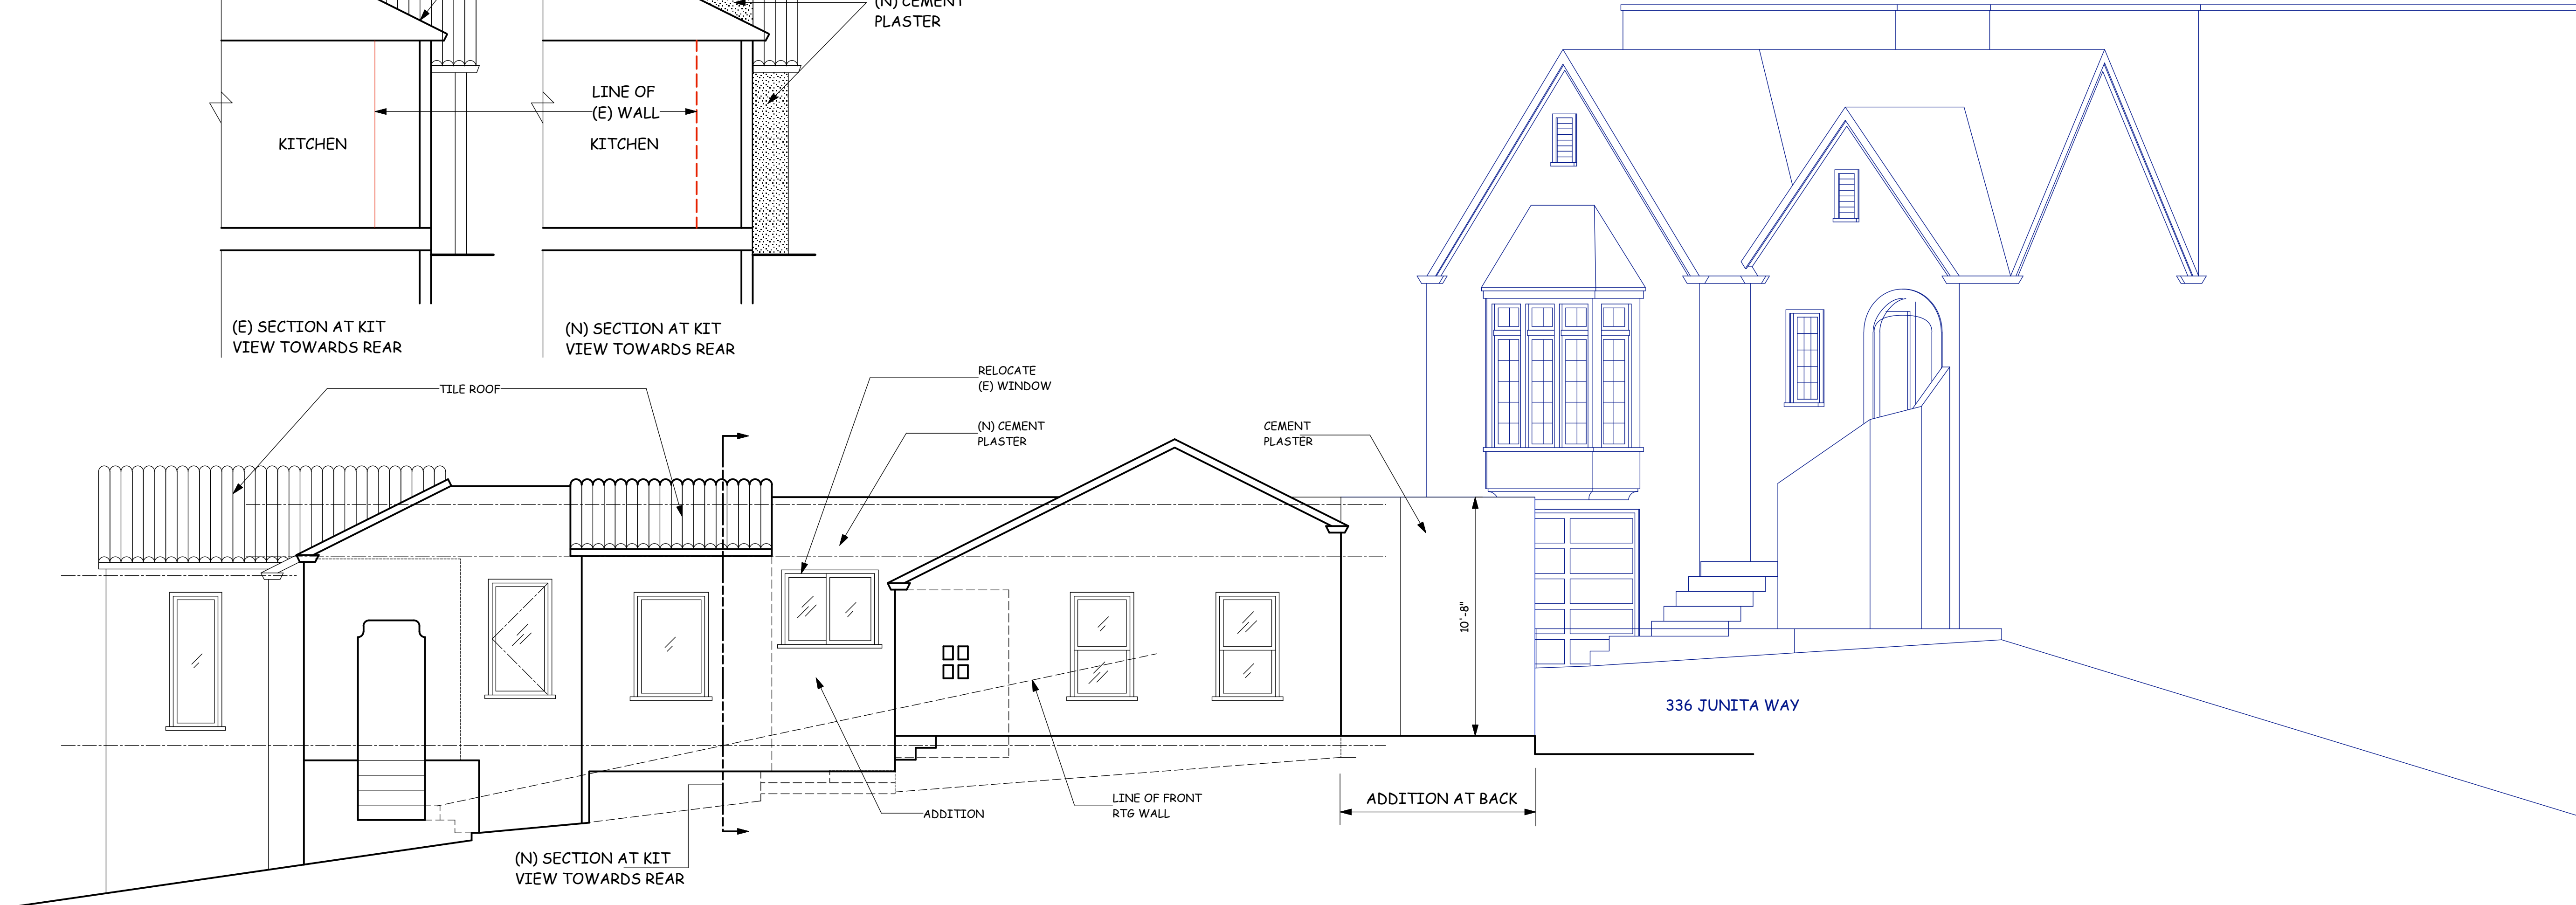 (N) CEMENT
PLASTER
LINE OF
(E) WALL
KITCHEN
KITCHEN
(E) SECTION AT KIT
VIEW TOWARDS REAR
(N) SECTION AT KIT
VIEW TOWARDS REAR
TILE ROOF
RELOCATE
(E) WINDOW
(N) CEMENT
PLASTER
CEMENT
PLASTER
10'-8"
336 JUNITA WAY
ADDITION AT BACK
LINE OF FRONT
RTG WALL
ADDITION
(N) SECTION AT KIT
VIEW TOWARDS REAR